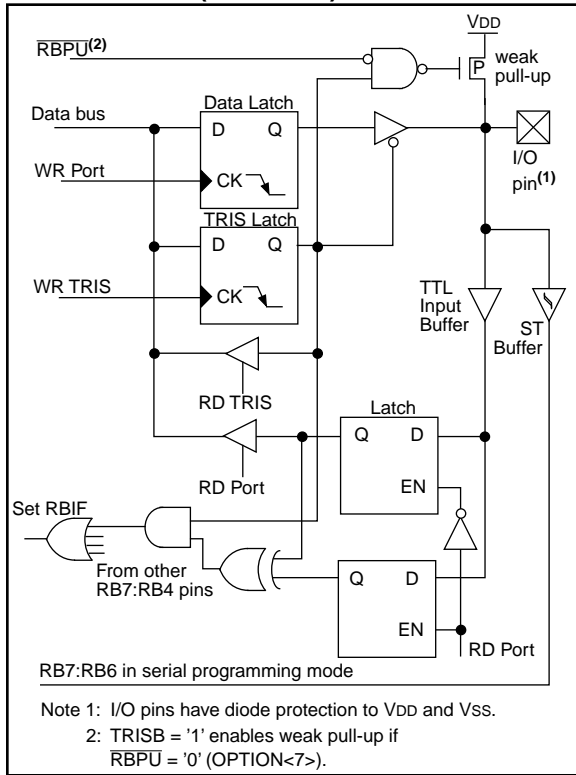 VDD
RBPU(2)
weak
pull-up
P
Data Latch
Data bus
D Q
WR Port
CK
I/O
pin(1)
TRIS Latch
D Q
WR TRIS
CK
TTL
Input
Buffer
ST
Buffer
RD TRIS
Latch
Q D
EN
RD Port
Set RBIF
From other
RB7:RB4 pins
Q D
EN
RD Port
RB7:RB6 in serial programming mode
Note 1: I/O pins have diode protection to VDD and VSS.
2: TRISB = '1' enables weak pull-up if
RBPU = '0' (OPTION<7>).